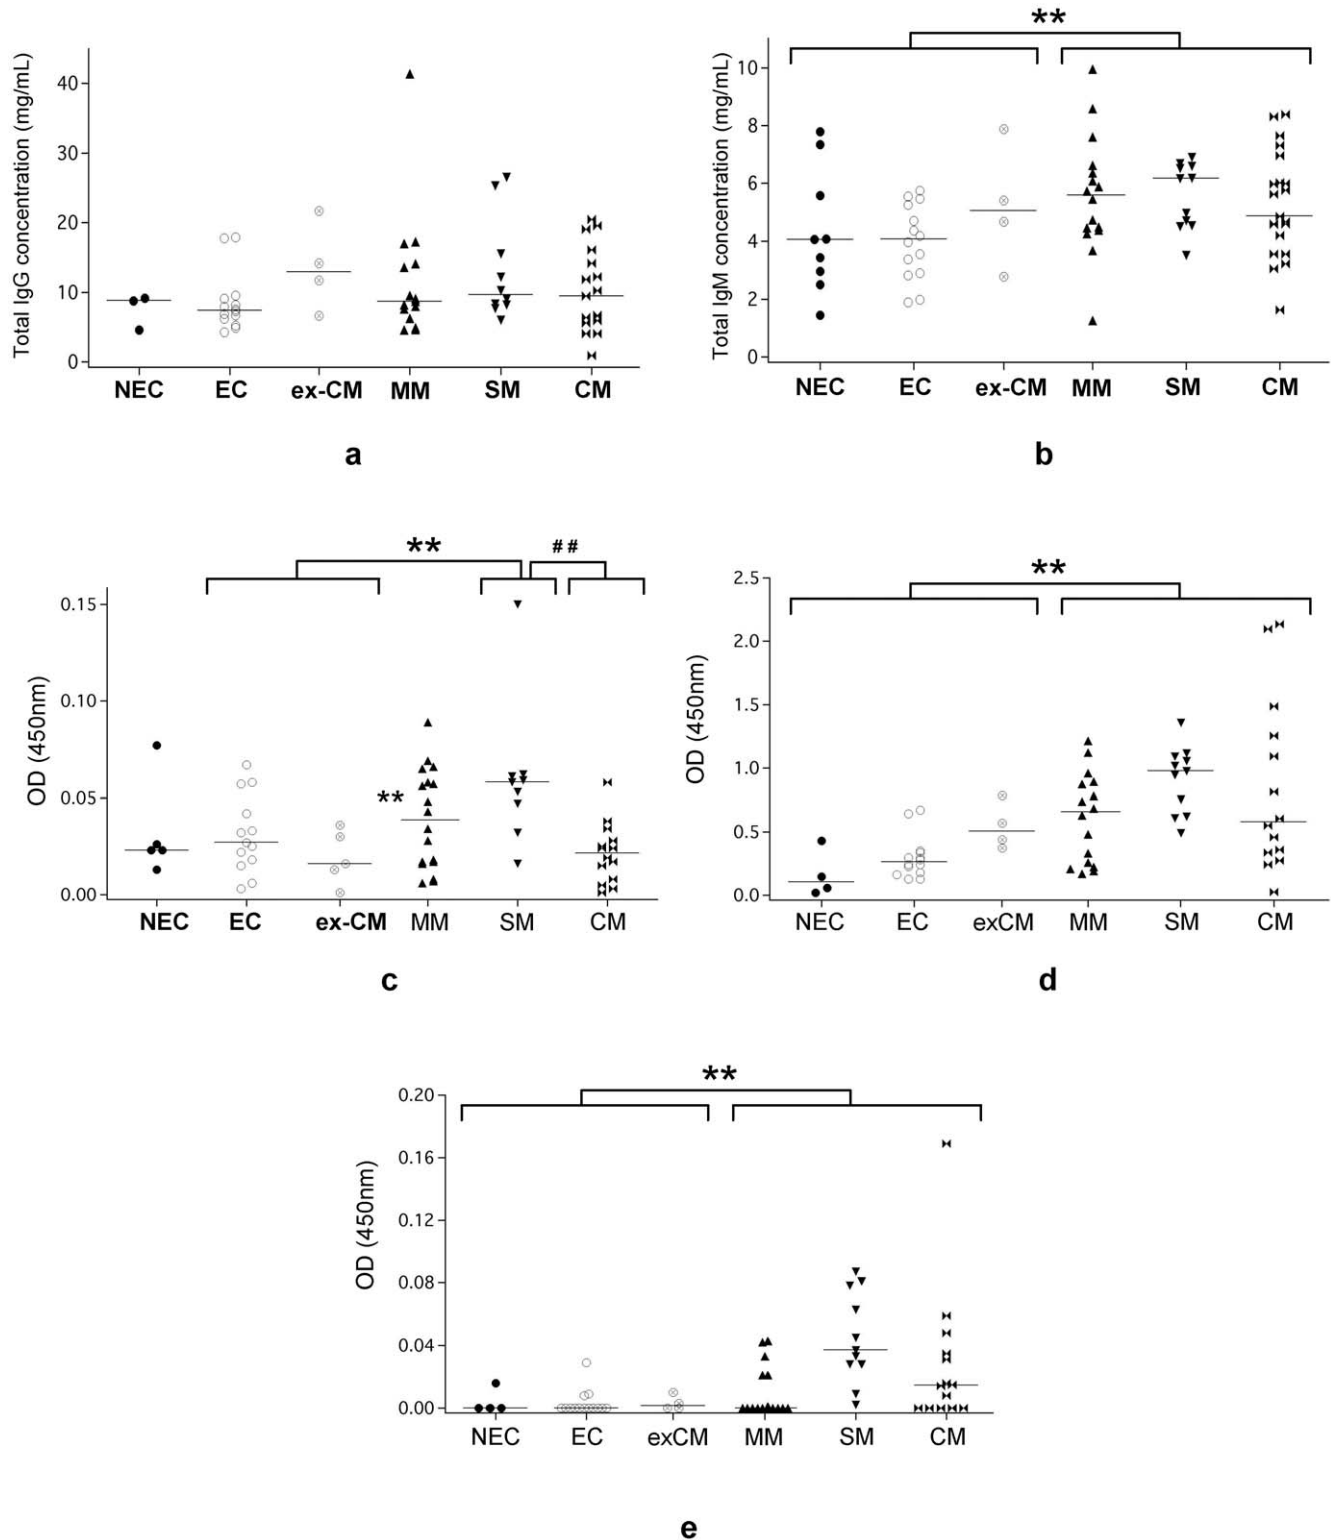 **
Total IgG concentration (mg/mL)
40
30
20
10
0
NEC EC ex-CM MM SM CM
a
Total IgM concentration (mg/mL)
10
8
6
4
2
0
NEC EC ex-CM MM SM CM
b
** ##
OD (450nm)
0.15
0.10
0.05
0.00
**
NEC EC ex-CM MM SM CM
c
**
OD (450nm)
2.5
2.0
1.5
1.0
0.5
0.0
NEC EC exCM MM SM CM
d
**
OD (450nm)
0.20
0.16
0.12
0.08
0.04
0.00
NEC EC exCM MM SM CM
e